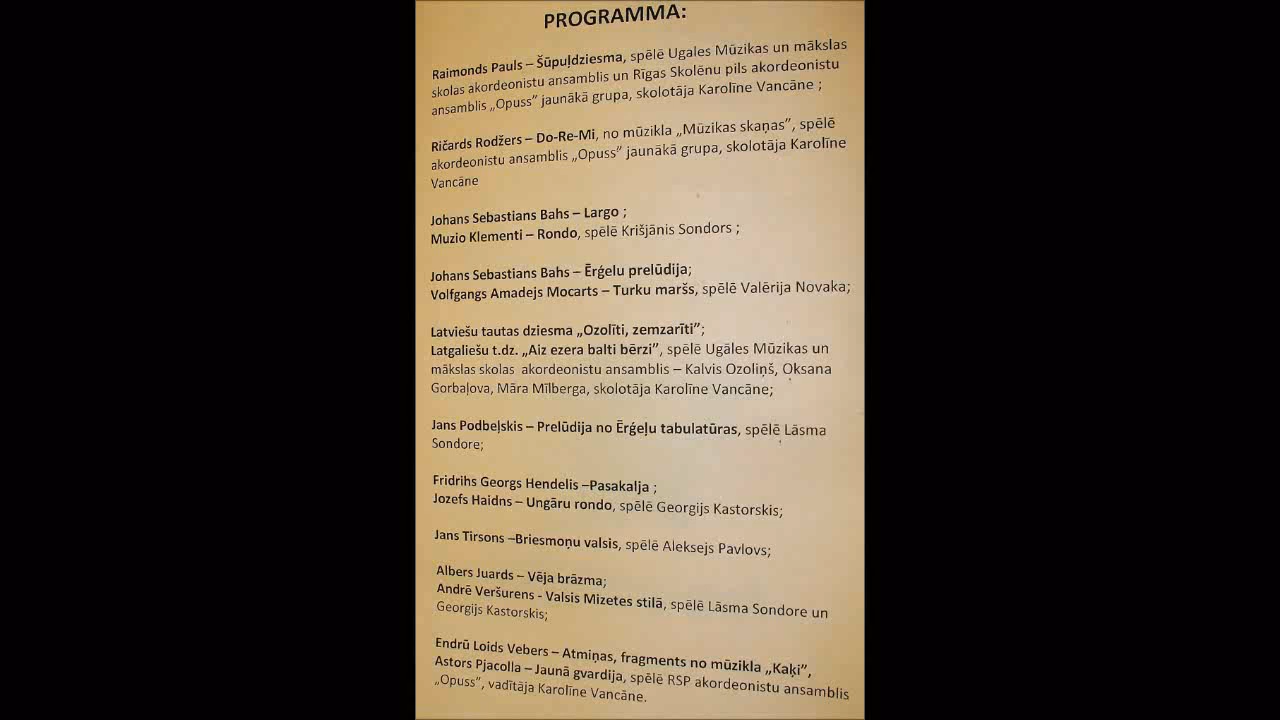 PROGRAMMA:
Raimonds Pauls – Šūpuļdziesma, spēlē Ugales Mūzikas un mākslas
skolas akordeonistu ansamblis un Rīgas Skolēnu pils akordeonistu
ansamblis „Opuss” jaunākā grupa, skolotāja Karolīne Vancāne ;
Ričards Rodžers – Do-Re-Mi, no mūzikla „Mūzikas skaņas”, spēlē
akordeonistu ansamblis „Opuss” jaunākā grupa, skolotāja Karolīne
Vancāne
Johans Sebastians Bahs – Largo ;
Muzio Klementi – Rondo, spēlē Krišjānis Sondors ;
Johans Sebastians Bahs – Ērģelu prelūdija;
Volfgangs Amadejs Mocarts – Turku maršs, spēlē Valērija Novaka;
Latviešu tautas dziesma „Ozolīti, zemzarīti”;
Latgaliešu t.dz. „Aiz ezera balti bērzi”, spēlē Ugāles Mūzikas un
mākslas skolas akordeonistu ansamblis – Kalvis Ozoliņš, Oksana
Gorbaļova, Māra Mīlberga, skolotāja Karolīne Vancāne;
Jans Podbeļskis – Prelūdija no Ērģeļu tabulatūras, spēlē Lāsma
Sondore;
Fridrihs Georgs Hendelis –Pasakalja ;
Jozefs Haidns – Ungāru rondo, spēlē Georgijs Kastorskis;
Jans Tirsons –Briesmoņu valsis, spēlē Aleksejs Pavlovs;
Albers Juards – Vēja brāzma;
Andrē Veršurens - Valsis Mizetes stilā, spēlē Lāsma Sondore un
Georgijs Kastorskis;
Endrū Loids Vebers – Atmiņas, fragments no mūzikla „Kaķi”,
Astors Pjacolla – Jaunā gvardija, spēlē RSP akordeonistu ansamblis
„Opuss”, vadītāja Karolīne Vancāne.